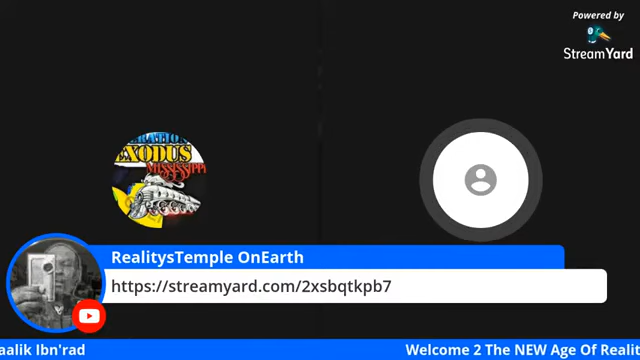 Powered by
StreamYard
EXODUS
MISSISSIPPI
RealitysTemple OnEarth
https://streamyard.com/2xsbqtkpb7
aalik Ibn'rad
Welcome 2 The NEW Age Of Realit